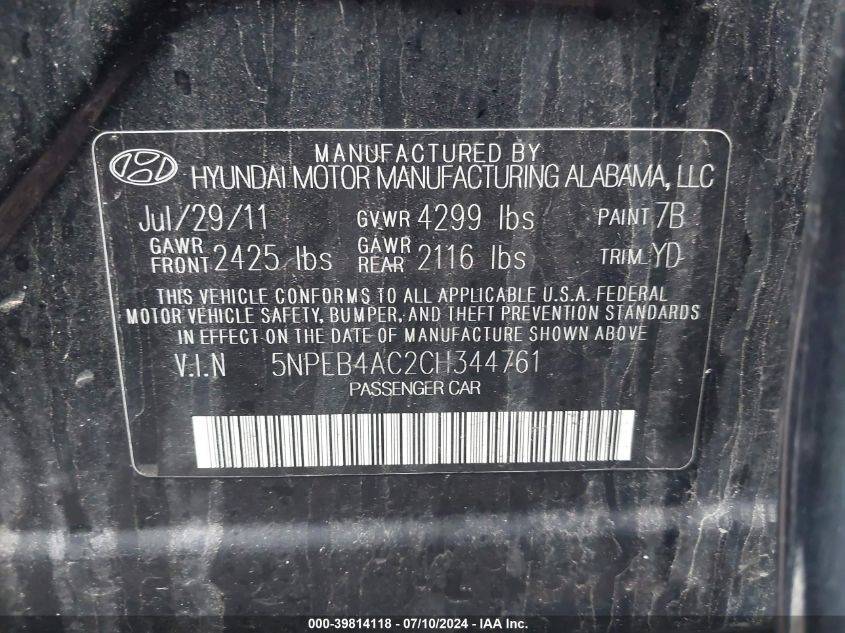 MANUFACTURED BY
HYUNDAI MOTOR MANUFACTURING ALABAMA, LLC
Jul/29/11 GVWR 4299 lbs PAINT 7B
GAWR FRONT 2425 lbs GAWR REAR 2116 lbs TRIM YD
THIS VEHICLE CONFORMS TO ALL APPLICABLE U.S.A. FEDERAL
MOTOR VEHICLE SAFETY, BUMPER, AND THEFT PREVENTION STANDARDS
IN EFFECT ON THE DATE OF MANUFACTURE SHOWN ABOVE
V.I.N 5NPEB4AC2CH344761
PASSENGER CAR
000-39814118 - 07/10/2024 - IAA Inc.